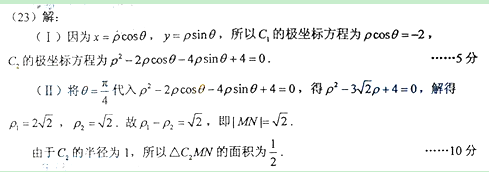 (23)解:
(Ⅰ)因为 x = ρcosθ, y = ρsinθ, 所以 C₁ 的极坐标方程为 ρcosθ = −2,
C₂ 的极坐标方程为 ρ² − 2ρcosθ − 4ρsinθ + 4 = 0. ……5 分
(Ⅱ)将 θ = π/4 代入 ρ² − 2ρcosθ − 4ρsinθ + 4 = 0, 得 ρ² − 3√2ρ + 4 = 0, 解得
ρ₁ = 2√2, ρ₂ = √2. 故 ρ₁ − ρ₂ = √2, 即 |MN| = √2.
由于 C₂ 的半径为 1, 所以 △C₂MN 的面积为 1/2. ……10 分